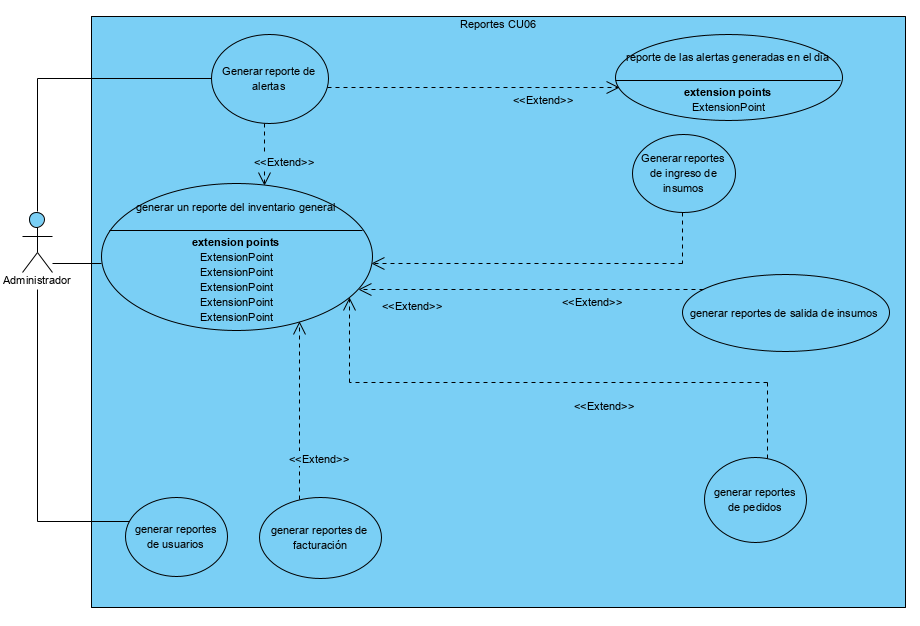 Reportes CU06
Generar reporte de
alertas
reporte de las alertas generadas en el día
extension points
ExtensionPoint
<<Extend>>
<<Extend>>
Generar reportes
de ingreso de
insumos
generar un reporte del inventario general
extension points
ExtensionPoint
ExtensionPoint
ExtensionPoint
ExtensionPoint
ExtensionPoint
Administrador
<<Extend>>
<<Extend>>
generar reportes de salida de insumos
<<Extend>>
<<Extend>>
generar reportes
de pedidos
generar reportes
de usuarios
generar reportes de
facturación